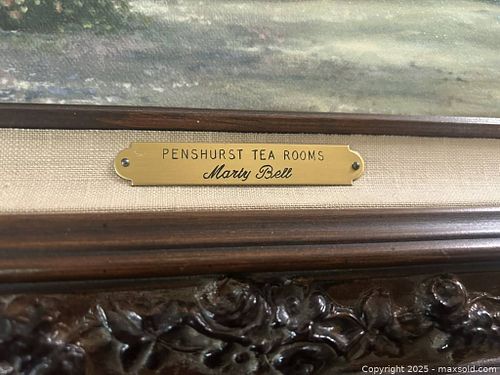 PENSHURST TEA ROOMS
Marty Bell
Copyright © 2025 - maxsold.com